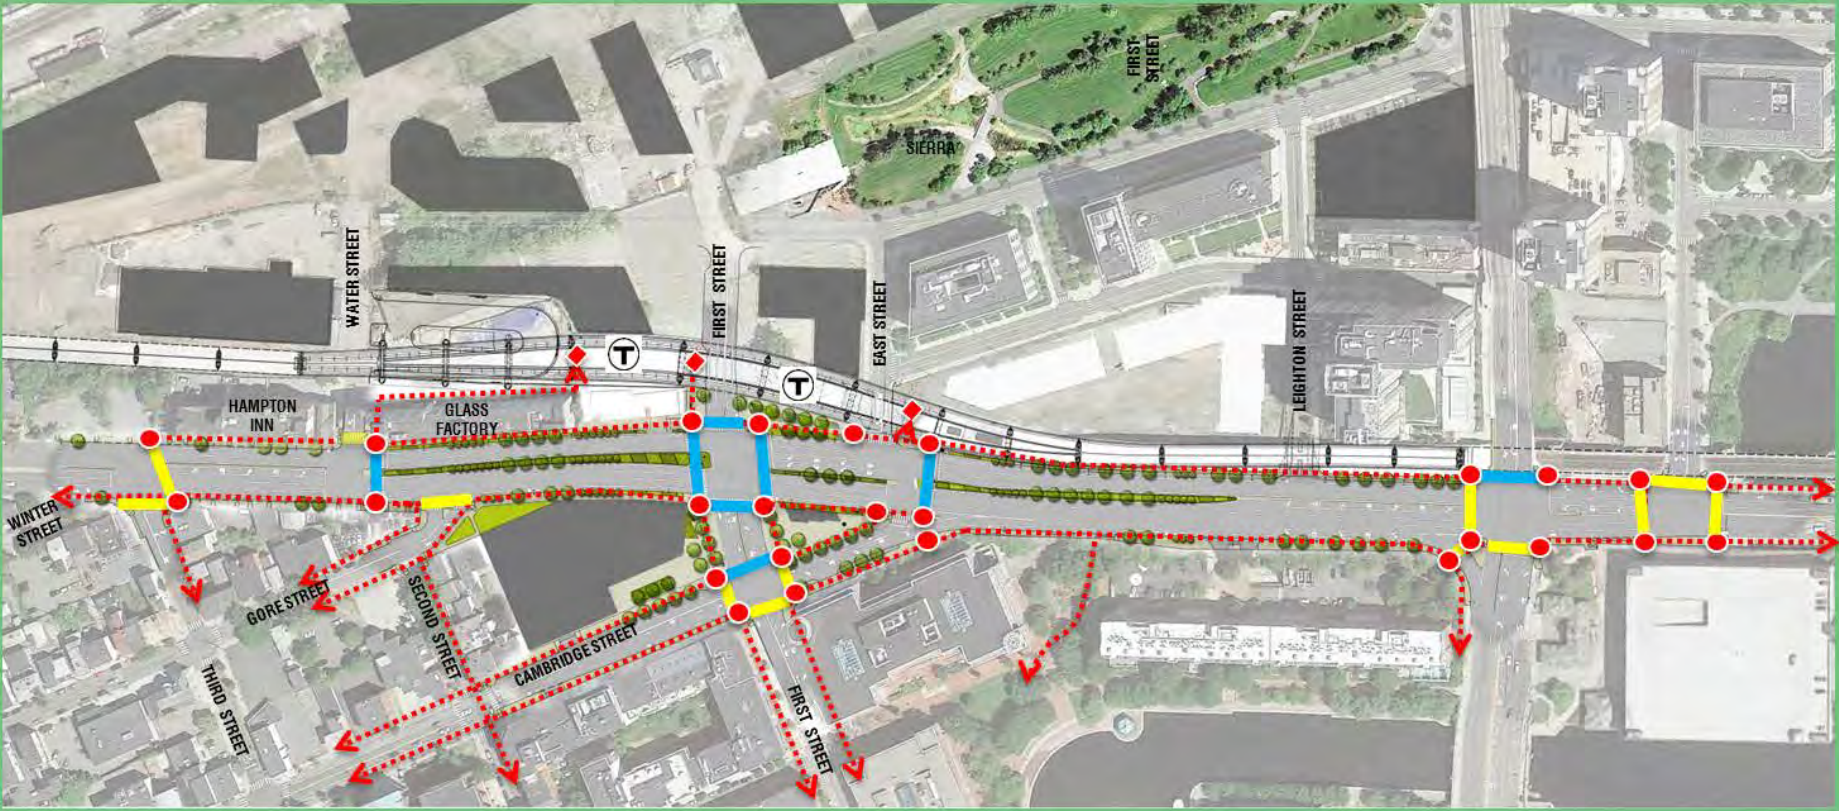 FIRST
STREET
SIERRA
WATER STREET
FIRST STREET
EAST STREET
LEIGHTON STREET
T
T
HAMPTON
INN
GLASS
FACTORY
WINTER
STREET
GORE STREET
SECOND STREET
CAMBRIDGE STREET
THIRD STREET
FIRST STREET